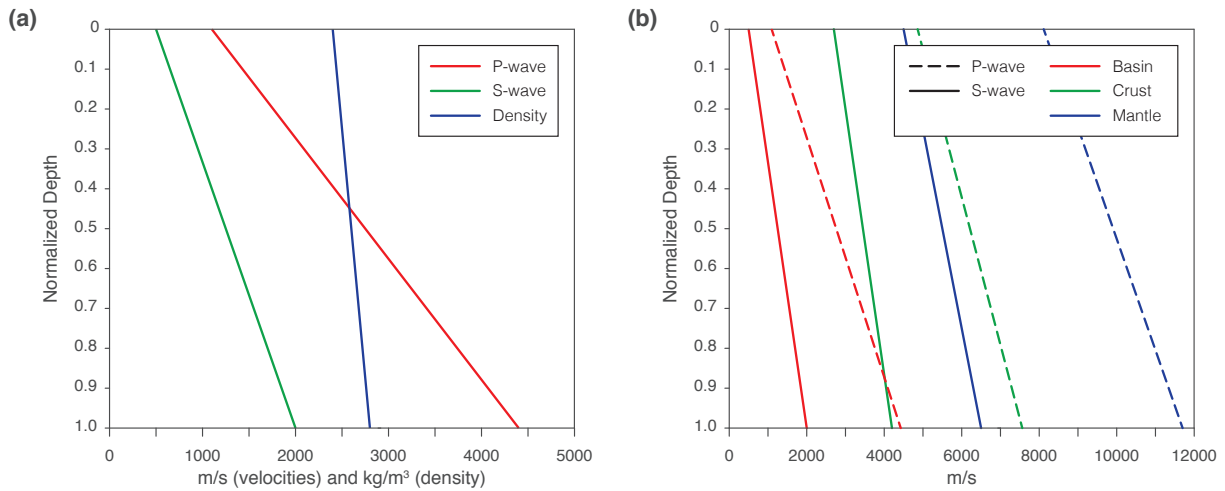 (a)
0
0.1
0.2
0.3
0.4
0.5
0.6
0.7
0.8
0.9
1.0
Normalized Depth
P-wave
S-wave
Density
0 1000 2000 3000 4000 5000
m/s (velocities) and kg/m³ (density)
(b)
0
0.1
0.2
0.3
0.4
0.5
0.6
0.7
0.8
0.9
1.0
Normalized Depth
P-wave Basin
S-wave Crust
Mantle
0 2000 4000 6000 8000 10000 12000
m/s